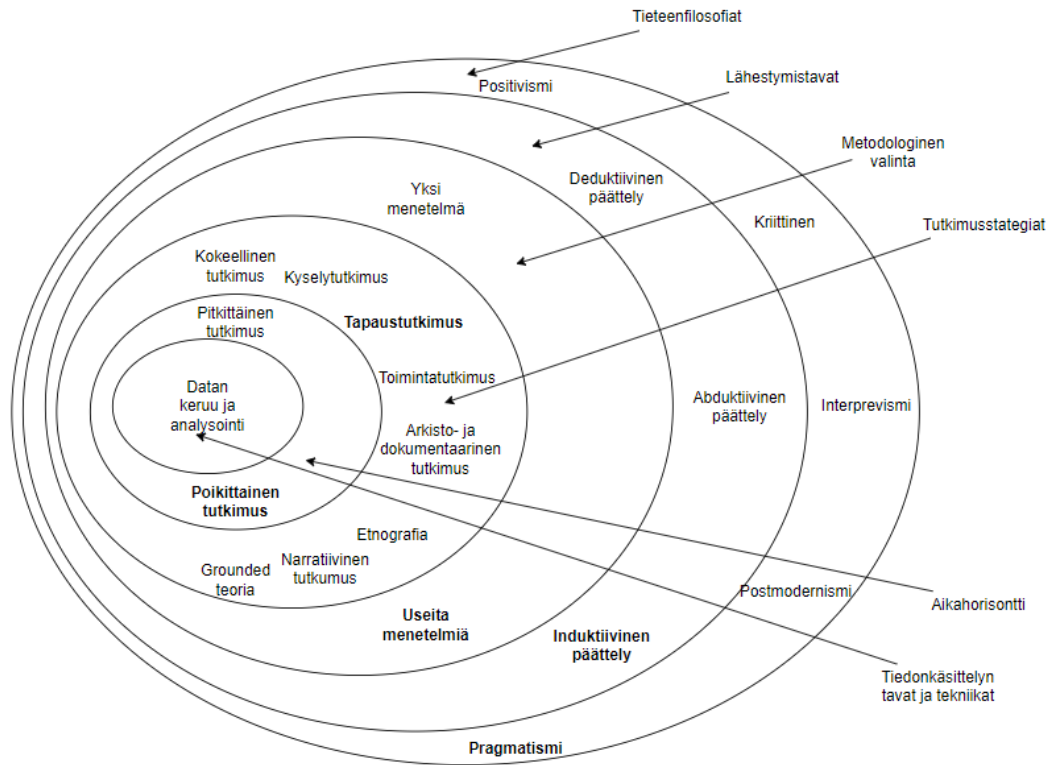 Tieteenfilosofiat
Positivismi
Lähestymistavat
Metodologinen
valinta
Deduktiivinen
päättely
Yksi
menetelmä
Kriittinen
Tutkimusstategiat
Kokeellinen
tutkimus
Kyselytutkimus
Pitkittäinen
tutkimus
Tapaustutkimus
Toimintatutkimus
Datan
keruu ja
analysointi
Abduktiivinen
päättely
Interprevismi
Arkisto- ja
dokumentaarinen
tutkimus
Poikittainen
tutkimus
Etnografia
Narratiivinen
tutkumus
Grounded
teoria
Postmodernismi
Aikahorisontti
Useita
menetelmiä
Induktiivinen
päättely
Tiedonkäsittelyn
tavat ja tekniikat
Pragmatismi